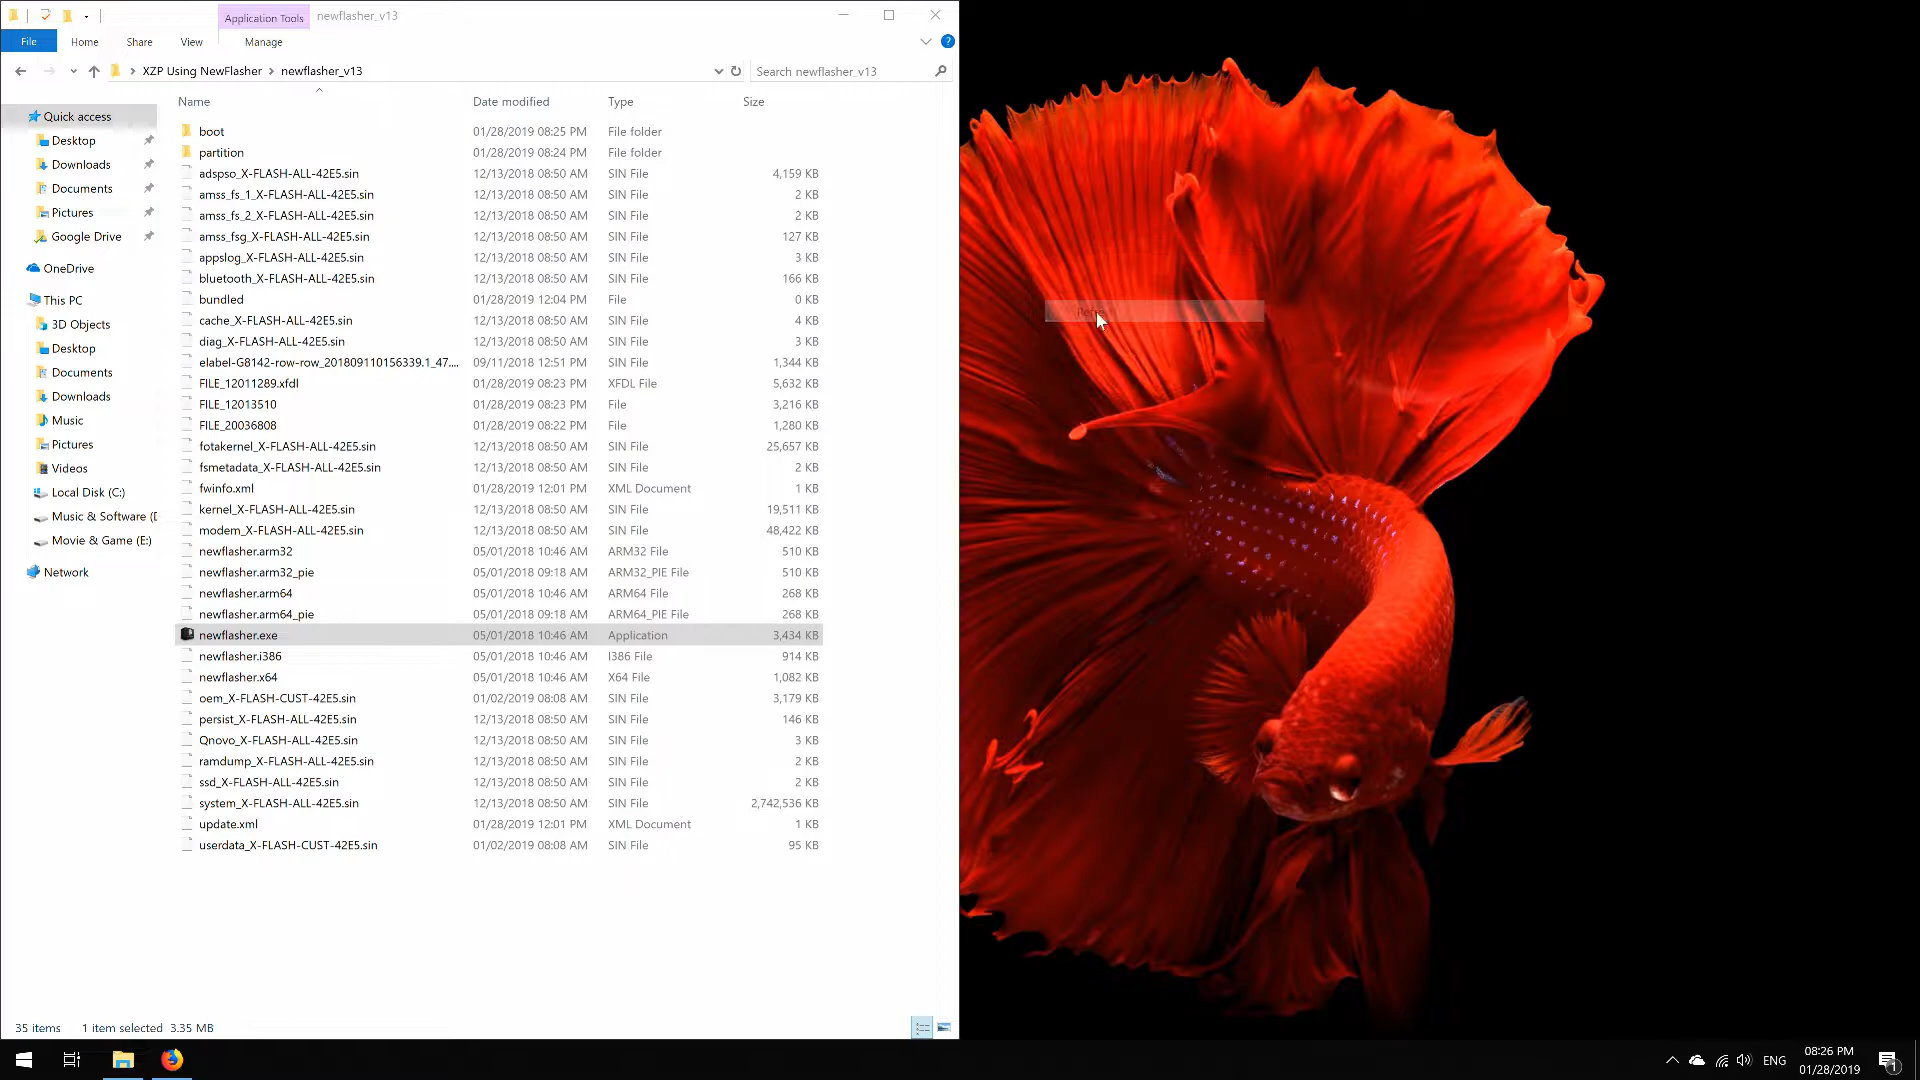 Application Tools newflasher_v13
File Home Share View Manage
XZP Using NewFlasher newflasher_v13 Search newflasher_v13
Name Date modified Type Size
Quick access
Desktop
Downloads
Documents
Pictures
Google Drive
OneDrive
This PC
3D Objects
Desktop
Documents
Downloads
Music
Pictures
Videos
Local Disk (C:)
Music & Software (D
Movie & Game (E:)
Network
boot 01/28/2019 08:25 PM File folder
partition 01/28/2019 08:24 PM File folder
adspso_X-FLASH-ALL-42E5.sin 12/13/2018 08:50 AM SIN File 4,159 KB
amss_fs_1_X-FLASH-ALL-42E5.sin 12/13/2018 08:50 AM SIN File 2 KB
amss_fs_2_X-FLASH-ALL-42E5.sin 12/13/2018 08:50 AM SIN File 2 KB
amss_fsg_X-FLASH-ALL-42E5.sin 12/13/2018 08:50 AM SIN File 127 KB
appslog_X-FLASH-ALL-42E5.sin 12/13/2018 08:50 AM SIN File 3 KB
bluetooth_X-FLASH-ALL-42E5.sin 12/13/2018 08:50 AM SIN File 166 KB
bundled 01/28/2019 12:04 PM File 0 KB
cache_X-FLASH-ALL-42E5.sin 12/13/2018 08:50 AM SIN File 4 KB
diag_X-FLASH-ALL-42E5.sin 12/13/2018 08:50 AM SIN File 3 KB
elabel-G8142-row-row_201809110156339.1_47.... 09/11/2018 12:51 PM SIN File 1,344 KB
FILE_12011289.xfdl 01/28/2019 08:23 PM XFDL File 5,632 KB
FILE_12013510 01/28/2019 08:23 PM File 3,216 KB
FILE_20036808 01/28/2019 08:22 PM File 1,280 KB
fotakernel_X-FLASH-ALL-42E5.sin 12/13/2018 08:50 AM SIN File 25,657 KB
fsmetadata_X-FLASH-ALL-42E5.sin 12/13/2018 08:50 AM SIN File 2 KB
fwinfo.xml 01/28/2019 12:01 PM XML Document 1 KB
kernel_X-FLASH-ALL-42E5.sin 12/13/2018 08:50 AM SIN File 19,511 KB
modem_X-FLASH-ALL-42E5.sin 12/13/2018 08:50 AM SIN File 48,422 KB
newflasher.arm32 05/01/2018 10:46 AM ARM32 File 510 KB
newflasher.arm32_pie 05/01/2018 09:18 AM ARM32_PIE File 510 KB
newflasher.arm64 05/01/2018 10:46 AM ARM64 File 268 KB
newflasher.arm64_pie 05/01/2018 09:18 AM ARM64_PIE File 268 KB
newflasher.exe 05/01/2018 10:46 AM Application 3,434 KB
newflasher.i386 05/01/2018 10:46 AM I386 File 914 KB
newflasher.x64 05/01/2018 10:46 AM X64 File 1,082 KB
oem_X-FLASH-CUST-42E5.sin 01/02/2019 08:08 AM SIN File 3,179 KB
persist_X-FLASH-ALL-42E5.sin 12/13/2018 08:50 AM SIN File 146 KB
Qnovo_X-FLASH-ALL-42E5.sin 12/13/2018 08:50 AM SIN File 3 KB
ramdump_X-FLASH-ALL-42E5.sin 12/13/2018 08:50 AM SIN File 2 KB
ssd_X-FLASH-ALL-42E5.sin 12/13/2018 08:50 AM SIN File 2 KB
system_X-FLASH-ALL-42E5.sin 12/13/2018 08:50 AM SIN File 2,742,536 KB
update.xml 01/28/2019 12:01 PM XML Document 1 KB
userdata_X-FLASH-CUST-42E5.sin 01/02/2019 08:08 AM SIN File 95 KB
35 items 1 item selected 3.35 MB
ENG 08:26 PM
01/28/2019
1